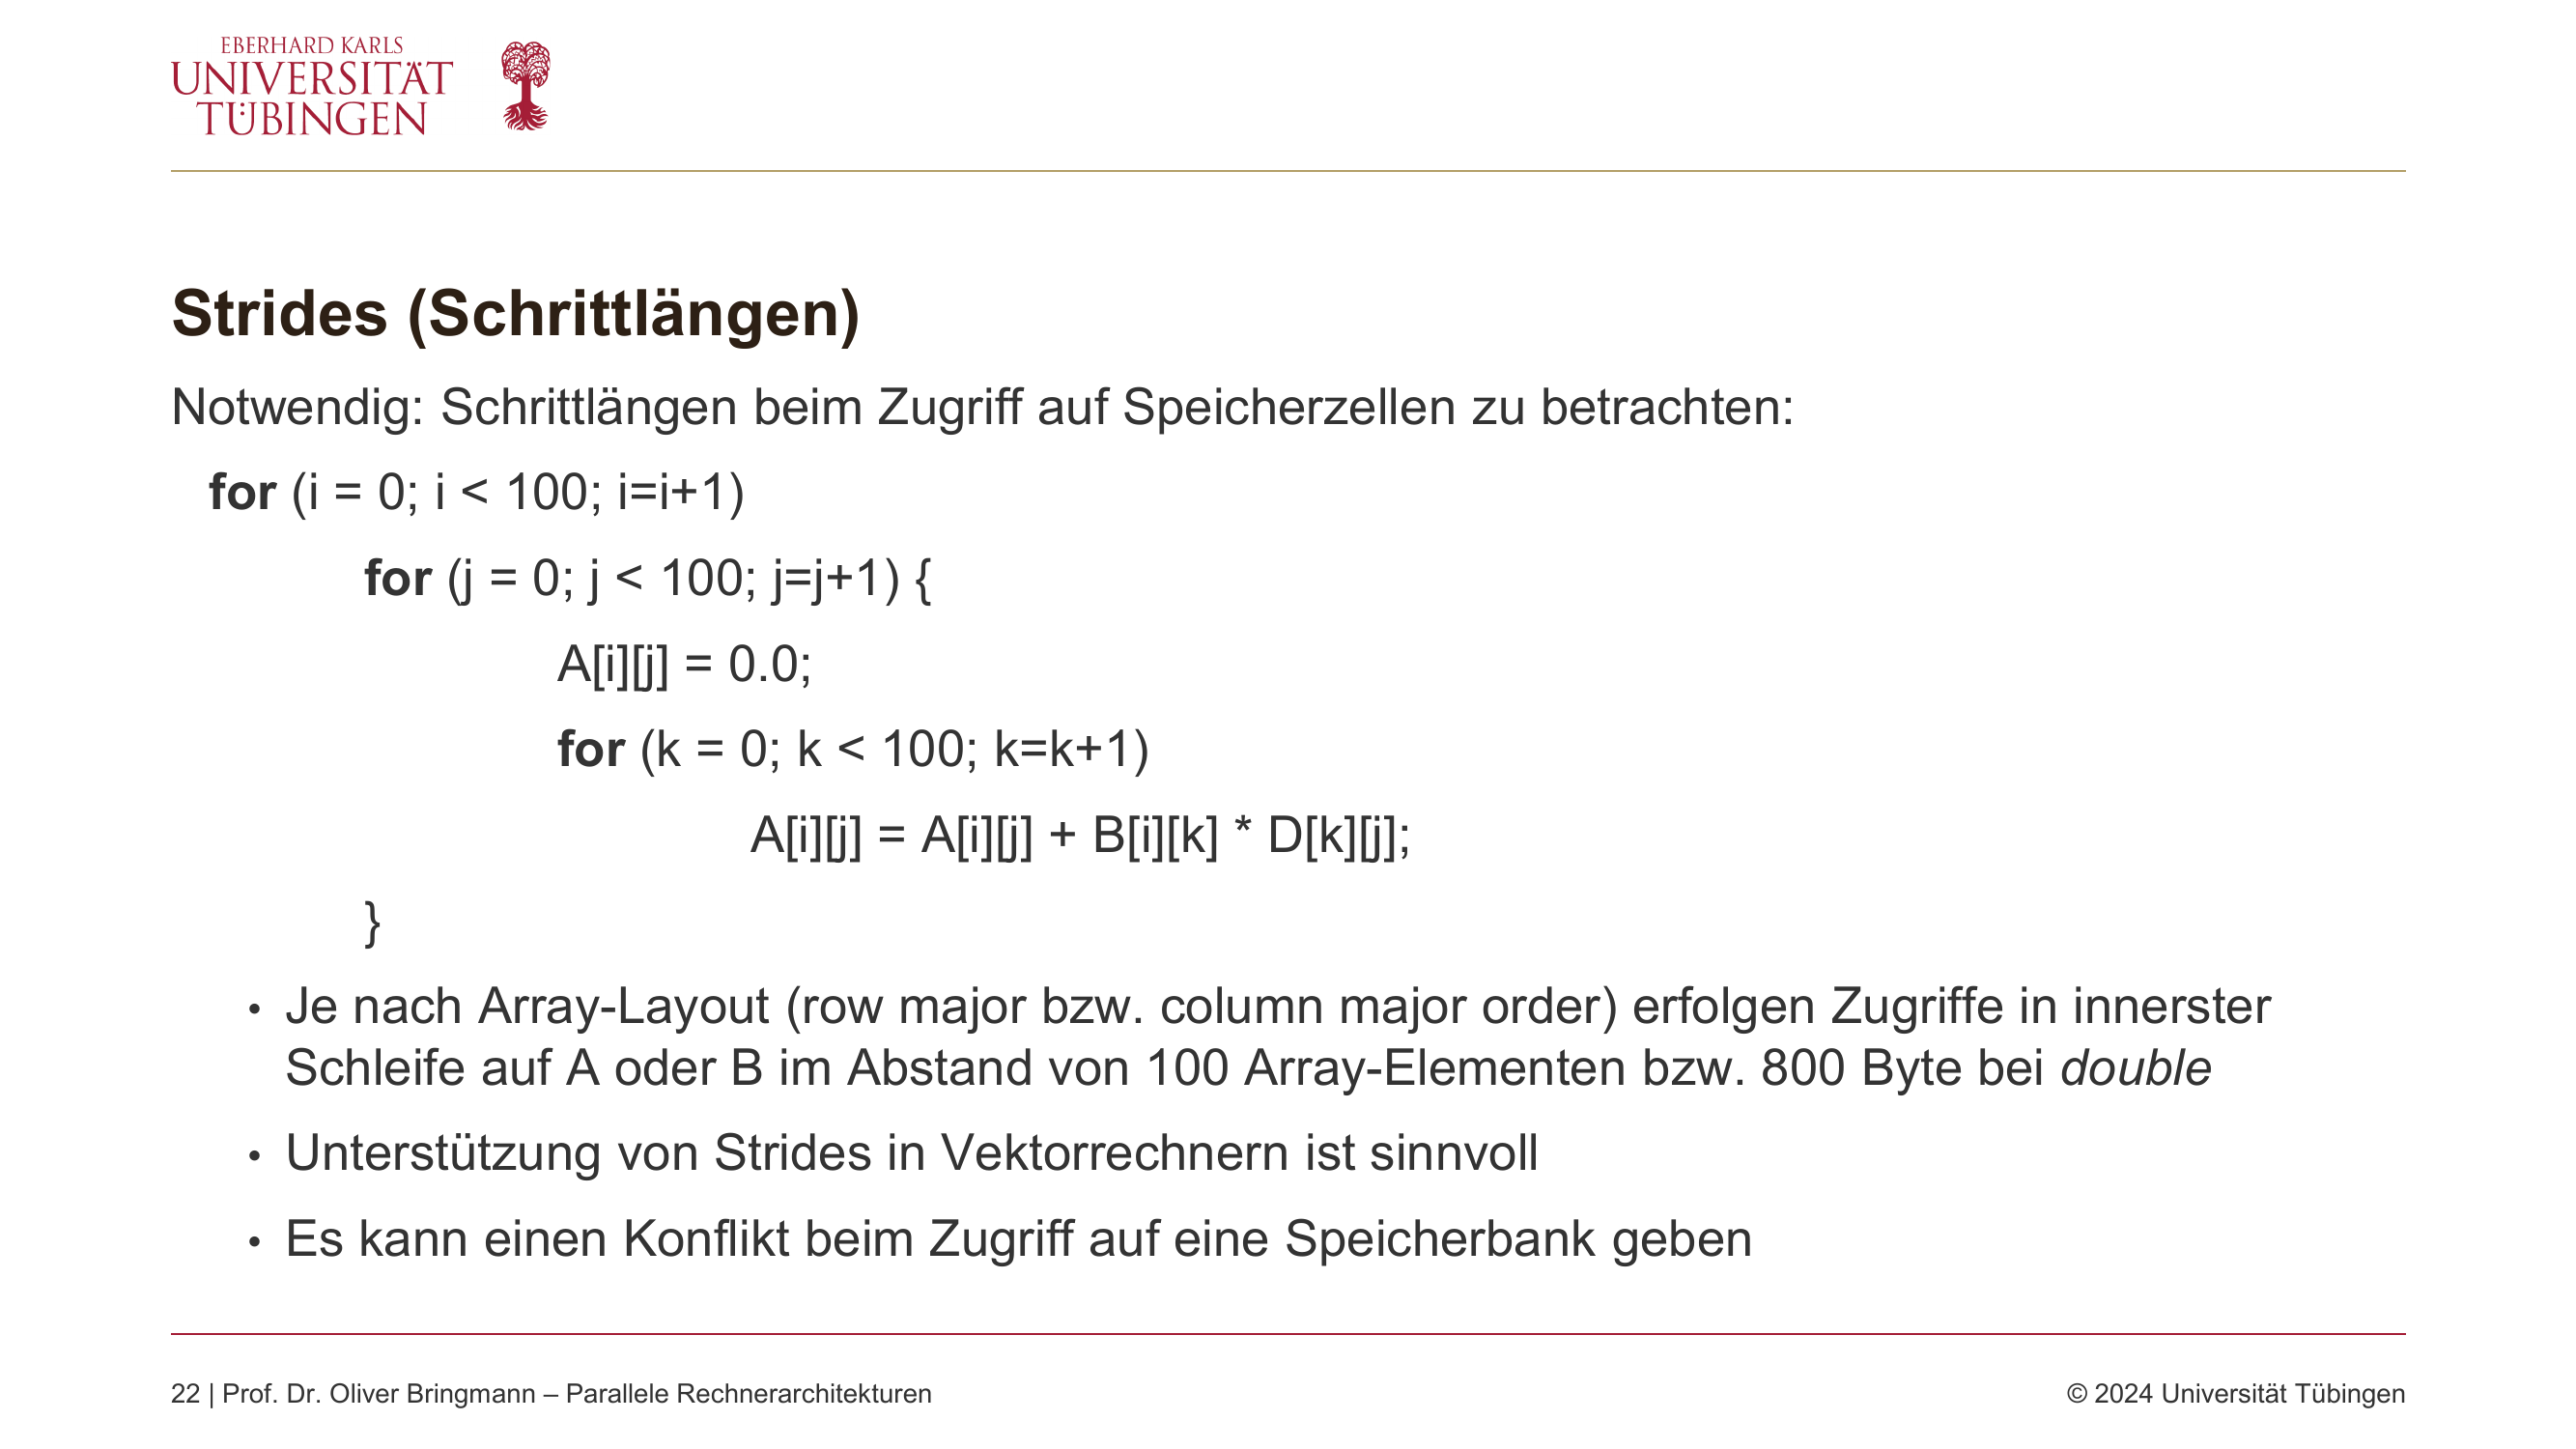 EBERHARD KARLS
UNIVERSITÄT
TÜBINGEN
Strides (Schrittlängen)
Notwendig: Schrittlängen beim Zugriff auf Speicherzellen zu betrachten:
for (i = 0; i < 100; i=i+1)
for (j = 0; j < 100; j=j+1) {
A[i][j] = 0.0;
for (k = 0; k < 100; k=k+1)
A[i][j] = A[i][j] + B[i][k] * D[k][j];
}
• Je nach Array-Layout (row major bzw. column major order) erfolgen Zugriffe in innerster
Schleife auf A oder B im Abstand von 100 Array-Elementen bzw. 800 Byte bei double
• Unterstützung von Strides in Vektorrechnern ist sinnvoll
• Es kann einen Konflikt beim Zugriff auf eine Speicherbank geben
22 | Prof. Dr. Oliver Bringmann – Parallele Rechnerarchitekturen
© 2024 Universität Tübingen